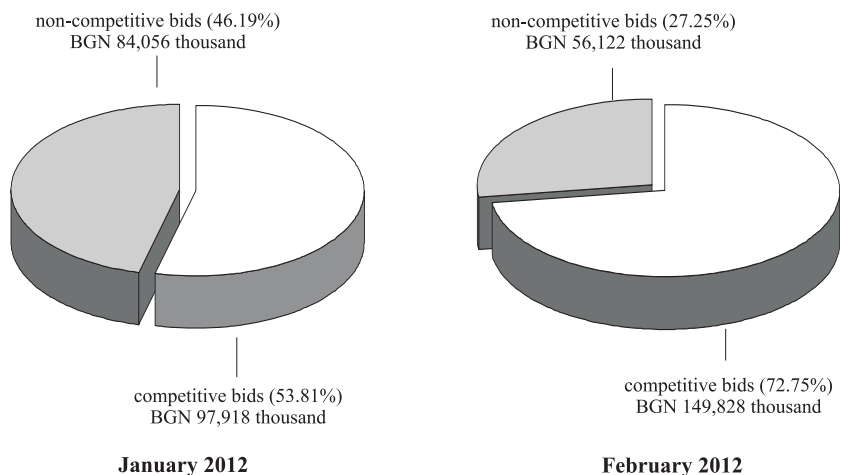 non-competitive bids (46.19%)
BGN 84,056 thousand
competitive bids (53.81%)
BGN 97,918 thousand
January 2012
non-competitive bids (27.25%)
BGN 56,122 thousand
competitive bids (72.75%)
BGN 149,828 thousand
February 2012